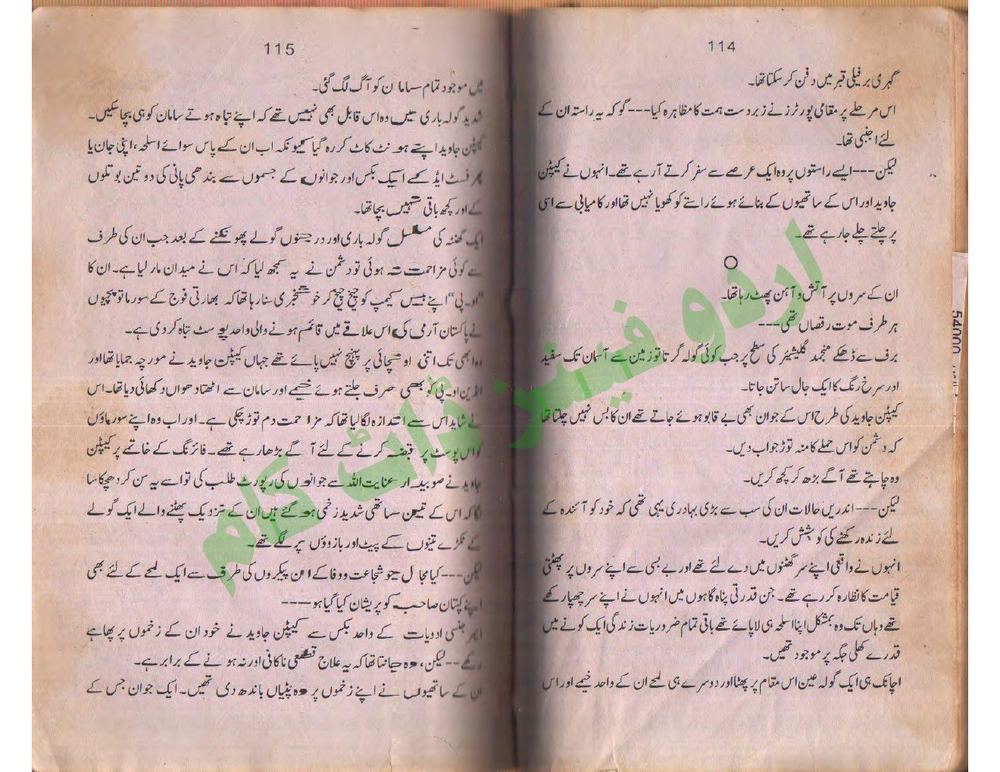 114
گہری برفیلی قبر میں دفن کر سکتا تھا۔
اس مرحلے پر مقامی پورٹرز نے زبردست ہمت کا مظاہرہ کیا---گو کہ یہ راستہ ان کے
لئے اجنبی تھا۔
لیکن---ایسے راستوں پر وہ ایک عرصے سے سفر کرتے آ رہے تھے۔ انہوں نے کیپٹن
جاوید اور اس کے ساتھیوں کے بنائے ہوئے راستے کو کھویا نہیں تھا اور کامیابی سے اسی
پر چلتے چلے جا رہے تھے۔
ان کے سروں پر آتش و آہن پھٹ رہا تھا۔
ہر طرف موت رقصاں تھی---
برف سے ڈھکے منجمد گلیشئیر کی سطح پر جب کوئی گولہ گرتا تو زمین سے آسمان تک سفید
اور سرخ رنگ کا ایک جال سا تن جاتا۔
کیپٹن جاوید کی طرح اس کے جوان بھی بے قابو ہوئے جاتے تھے ان کا بس نہیں چلتا تھا
کہ دشمن کو اس حملے کا منہ توڑ جواب دیں۔
وہ چاہتے تھے آگے بڑھ کر کچھ کریں۔
لیکن---اندریں حالات ان کی سب سے بڑی بہادری یہی تھی کہ خود کو آئندہ کے
لئے زندہ رکھنے کی کوشش کریں۔
انہوں نے واقعی اپنے سر گھٹنوں میں دے لئے تھے اور بے بسی سے اپنے سروں پر پھٹتی
قیامت کا نظارہ کر رہے تھے۔ جن قدرتی پناہ گاہوں میں انہوں نے اپنے سر چھپا رکھے
تھے وہاں تک وہ بمشکل اپنا اسلحہ ہی لا پائے تھے باقی تمام ضروریات زندگی ایک کونے میں
قدرے کھلی جگہ پر موجود تھیں۔
اچانک ہی ایک گولہ عین اس مقام پر پھٹا اور دوسرے ہی لمحے ان کے واحد خیمے اور اس
115
میں موجود تمام سامان کو آگ لگ گئی۔
شدید گولہ باری میں وہ اس قابل بھی نہیں تھے کہ اپنے تباہ ہوتے سامان کو ہی بچا سکیں۔
کیپٹن جاوید اپنے ہونٹ کاٹ کر رہ گیا کیونکہ اب ان کے پاس سوائے اسلحہ، اپنی جان یا
پھر فسٹ ایڈ کے ایک بکس اور جوانوں کے جسموں سے بندھی پانی کی دو تین بوتلوں
کے اور کچھ باقی نہیں بچا تھا۔
ایک گھنٹہ کی مسلسل گولہ باری اور درجنوں گولے پھونکنے کے بعد جب ان کی طرف
سے کوئی مزاحمت نہ ہوئی تو دشمن نے یہ سمجھ لیا کہ اس نے میدان مار لیا ہے۔ ان کا
"او۔پی" اپنے بیس کیمپ کو چیخ چیخ کر خوشخبری سنا رہا تھا کہ بھارتی فوج کے سورما توپچیوں
نے پاکستان آرمی کی اس علاقے میں قائم ہونے والی واحد پوسٹ تباہ کر دی ہے۔
وہ ابھی تک اتنی اونچائی پر پہنچ نہیں پائے تھے جہاں کیپٹن جاوید نے مورچہ جمایا تھا اور
انڈین او۔پی کو بھی صرف جلتے ہوئے خیمے اور سامان سے اٹھتا دھواں دکھائی دیا تھا۔ اس
نے شاید اس سے اندازہ لگا لیا تھا کہ مزاحمت دم توڑ چکی ہے۔ اور اب وہ اپنے سورماؤں
کو اس پوسٹ پر قبضہ کرنے کے لئے آگے بڑھا رہے تھے۔ فائرنگ کے خاتمے پر کیپٹن
جاوید نے صوبیدار عنایت اللہ سے جوانوں کی رپورٹ طلب کی تو اسے یہ سن کر دھچکا سا
لگا کہ اس کے تین ساتھی شدید زخمی ہو گئے ہیں ان کے نزدیک پھٹنے والے ایک گولے
کے ٹکڑے تینوں کے پیٹ اور بازوؤں پر لگے تھے۔
لیکن---کیا مجال جو شجاعت و وفا کے ان پیکروں کی طرف سے ایک لمحے کے لئے بھی
اپنے کپتان صاحب کو پریشان کیا گیا ہو---
ایمرجنسی ادویات کے واحد بکس سے کیپٹن جاوید نے خود ان کے زخموں پر پھاہے
رکھے---لیکن، وہ جانتا تھا کہ یہ علاج قطعی ناکافی اور نہ ہونے کے برابر ہے۔
ان کے ساتھیوں نے اپنے زخموں پر وہ پٹیاں باندھ دی تھیں۔ ایک جوان جس کے
اردو فینز ڈاٹ کام
54000